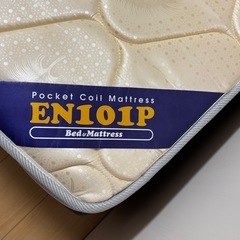 Pocket Coil Mattress
EN101P
Bed & Mattress